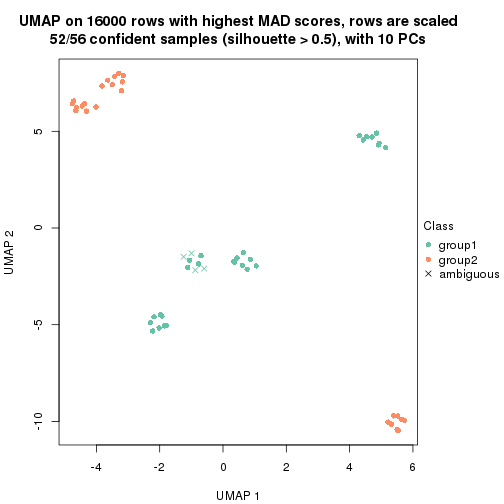 UMAP on 16000 rows with highest MAD scores, rows are scaled
52/56 confident samples (silhouette > 0.5), with 10 PCs
5
0
-5
-10
UMAP 2
Class
group1
group2
ambiguous
-4
-2
0
2
4
6
UMAP 1